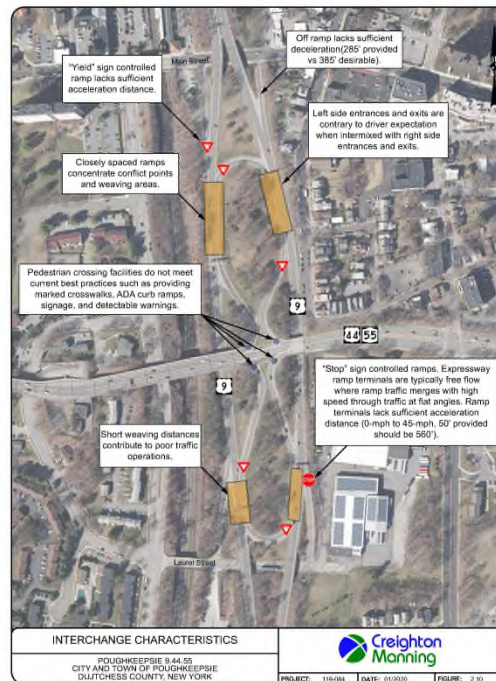 Main Street
"Yield" sign controlled
ramp lacks sufficient
acceleration distance.
Off ramp lacks sufficient
deceleration(285' provided
vs 385' desirable).
Left side entrances and exits are
contrary to driver expectation
when intermixed with right side
entrances and exits.
Closely spaced ramps
concentrate conflict points
and weaving areas.
Pedestrian crossing facilities do not meet
current best practices such as providing
marked crosswalks, ADA curb ramps,
signage, and detectable warnings.
9
44 55
9
"Stop" sign controlled ramps. Expressway
ramp terminals are typically free flow
where ramp traffic merges with high
speed through traffic at flat angles. Ramp
terminals lack sufficient acceleration
distance (0-mph to 45-mph, 50' provided
should be 560').
Short weaving distances
contribute to poor traffic
operations.
STOP
Laurel Street
INTERCHANGE CHARACTERISTICS
POUGHKEEPSIE 9.44.55
CITY AND TOWN OF POUGHKEEPSIE
DUTCHESS COUNTY, NEW YORK
Creighton
Manning
PROJECT: 119-084 DATE: 01/2020 FIGURE: 2.10